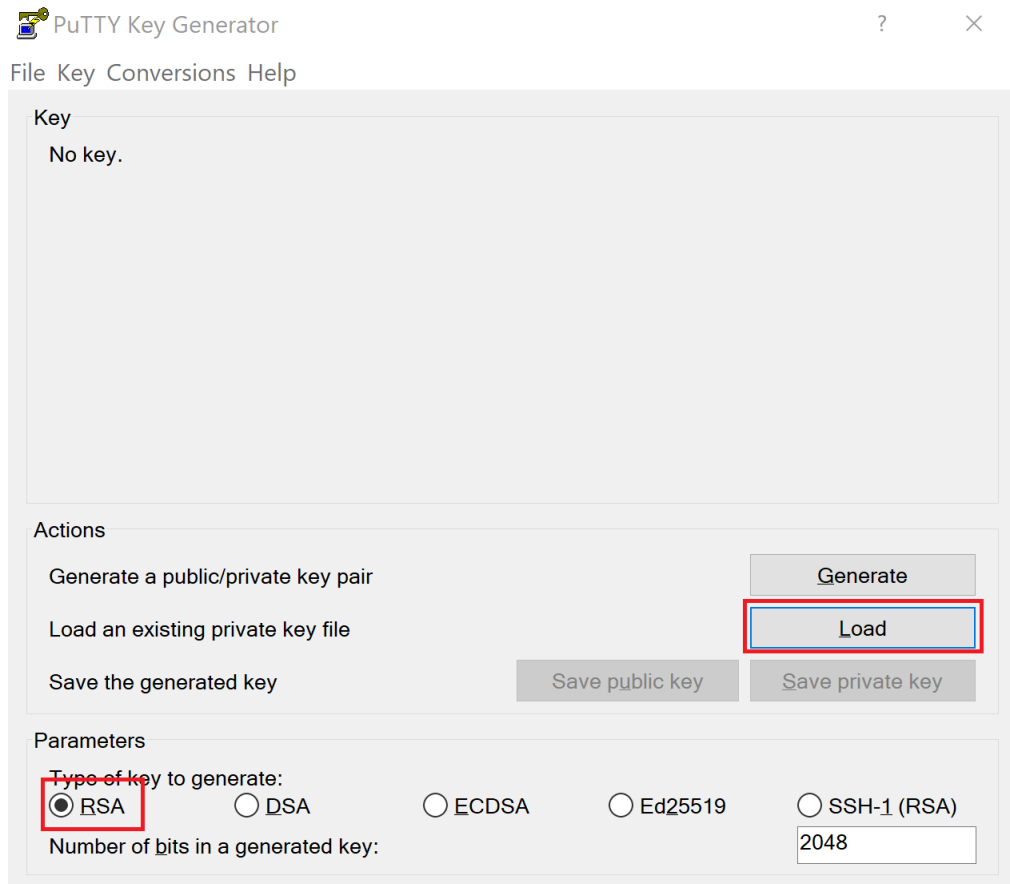 PuTTY Key Generator ?
File Key Conversions Help
Key
No key.
Actions
Generate a public/private key pair Generate
Load an existing private key file Load
Save the generated key Save public key Save private key
Parameters
Type of key to generate:
RSA DSA ECDSA Ed25519 SSH-1 (RSA)
Number of bits in a generated key: 2048